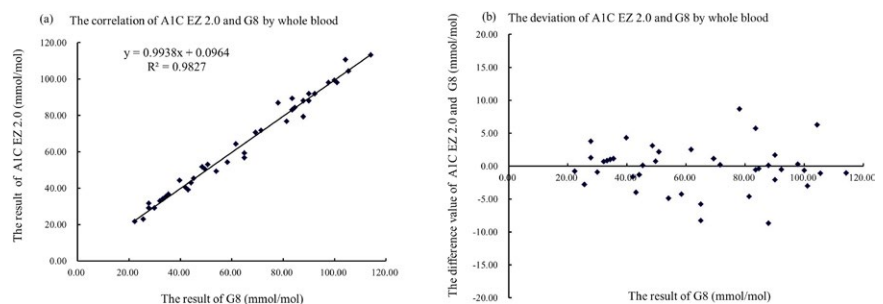 (a) The correlation of A1C EZ 2.0 and G8 by whole blood
y = 0.9938x + 0.0964
R² = 0.9827
The result of A1C EZ 2.0 (mmol/mol)
120.00
100.00
80.00
60.00
40.00
20.00
0.00
0.00 20.00 40.00 60.00 80.00 100.00 120.00
The result of G8 (mmol/mol)
(b) The deviation of A1C EZ 2.0 and G8 by whole blood
The difference value of A1C EZ 2.0 and G8 (mmol/mol)
20.00
15.00
10.00
5.00
0.00
-5.00
-10.00
-15.00
-20.00
0.00 20.00 40.00 60.00 80.00 100.00 120.00
The result of G8 (mmol/mol)